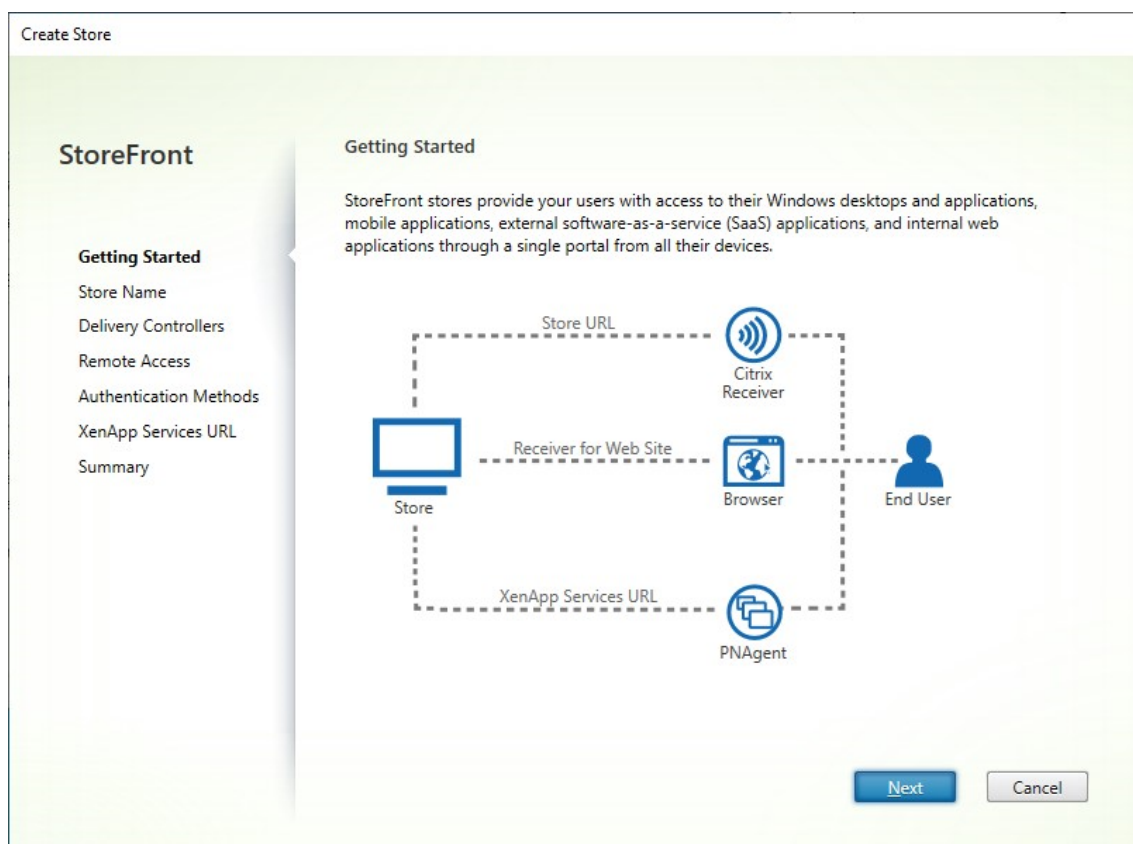 Create Store
StoreFront
Getting Started
Store Name
Delivery Controllers
Remote Access
Authentication Methods
XenApp Services URL
Summary
Getting Started
StoreFront stores provide your users with access to their Windows desktops and applications,
mobile applications, external software-as-a-service (SaaS) applications, and internal web
applications through a single portal from all their devices.
Store URL
Citrix
Receiver
Receiver for Web Site
Store
Browser
End User
XenApp Services URL
PNAgent
Next
Cancel